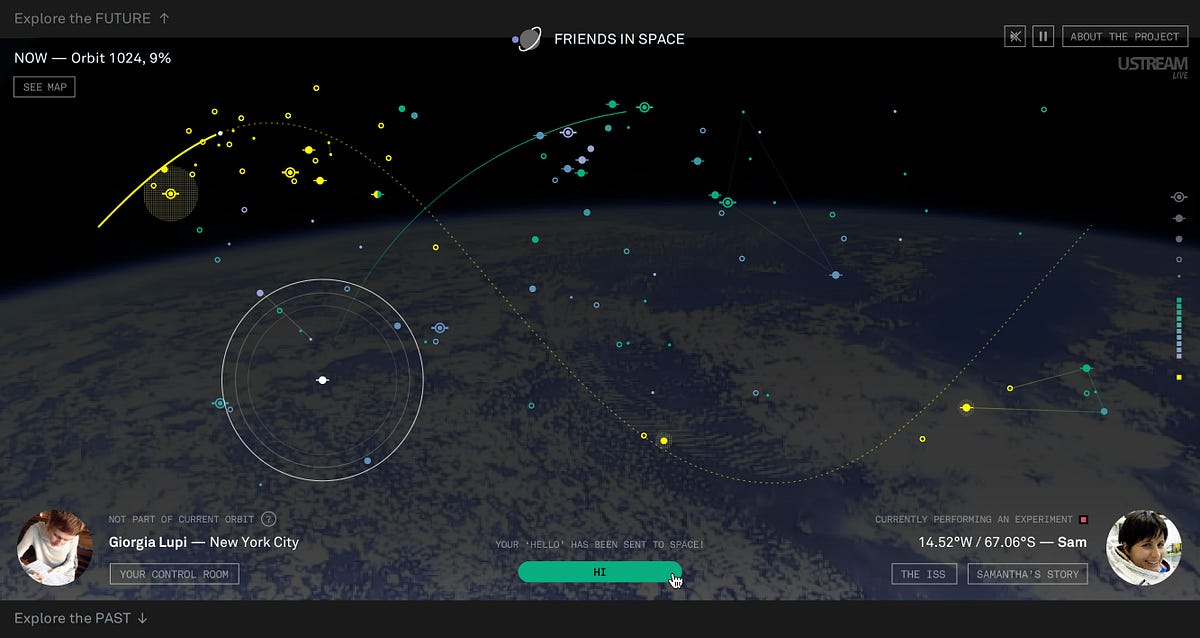 Explore the FUTURE ↑
FRIENDS IN SPACE
ABOUT THE PROJECT
NOW — Orbit 1024, 9%
SEE MAP
USTREAM
LIVE
NOT PART OF CURRENT ORBIT ?
Giorgia Lupi — New York City
YOUR CONTROL ROOM
YOUR 'HELLO' HAS BEEN SENT TO SPACE!
HI
CURRENTLY PERFORMING AN EXPERIMENT
14.52°W / 67.06°S — Sam
THE ISS
SAMANTHA'S STORY
Explore the PAST ↓